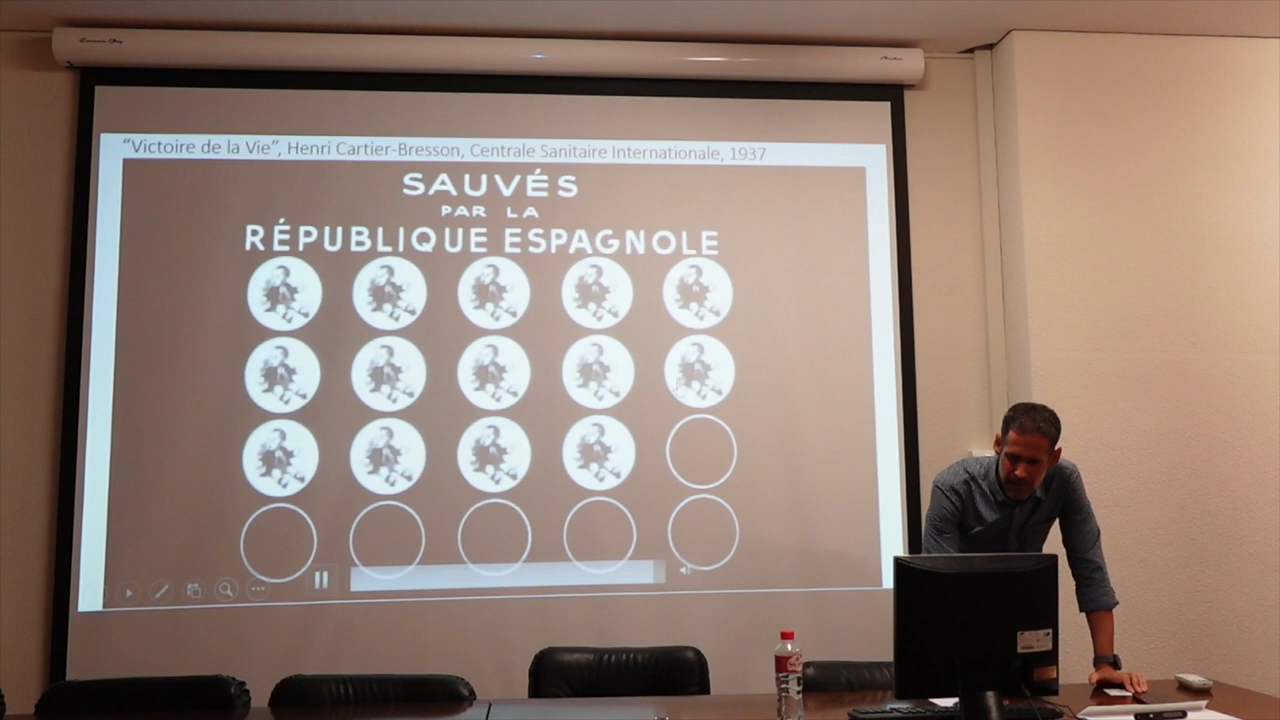 “Victoire de la Vie”, Henri Cartier-Bresson, Centrale Sanitaire Internationale, 1937
SAUVÉS
PAR LA
RÉPUBLIQUE ESPAGNOLE